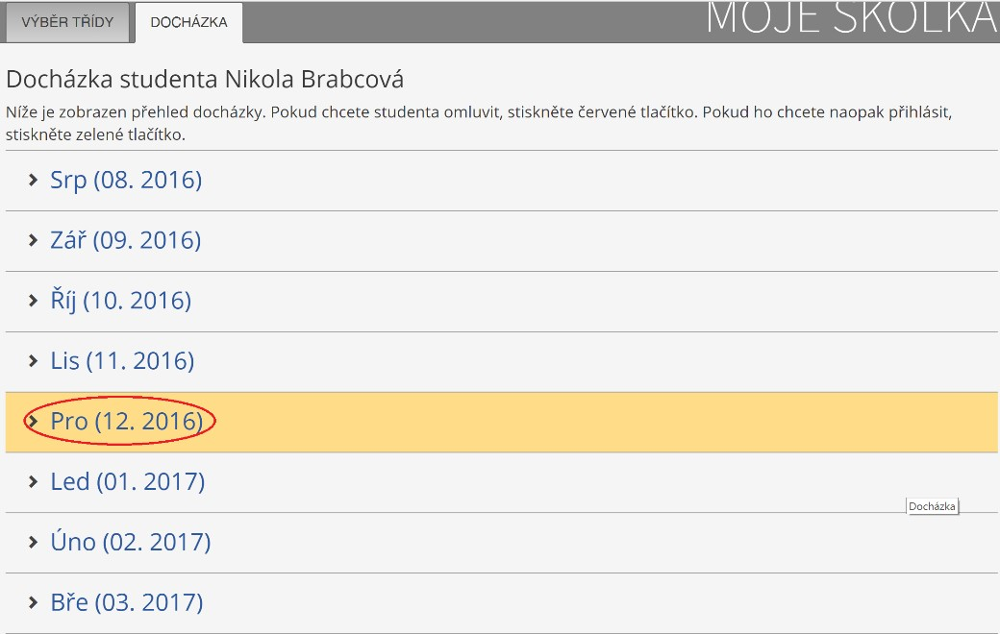 VÝBĚR TŘÍDY
DOCHÁZKA
MOJE ŠKOLKA
Docházka studenta Nikola Brabcová
Níže je zobrazen přehled docházky. Pokud chcete studenta omluvit, stiskněte červené tlačítko. Pokud ho chcete naopak přihlásit,
stiskněte zelené tlačítko.
Srp (08. 2016)
Zář (09. 2016)
Říj (10. 2016)
Lis (11. 2016)
Pro (12. 2016)
Led (01. 2017)
Docházka
Úno (02. 2017)
Bře (03. 2017)